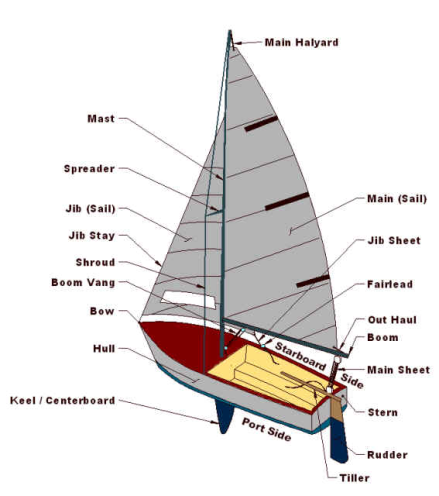 Main Halyard
Mast
Spreader
Jib (Sail)
Main (Sail)
Jib Stay
Jib Sheet
Shroud
Boom Vang
Fairlead
Bow
Out Haul
Boom
Starboard Side
Hull
Main Sheet
Keel / Centerboard
Stern
Port Side
Rudder
Tiller